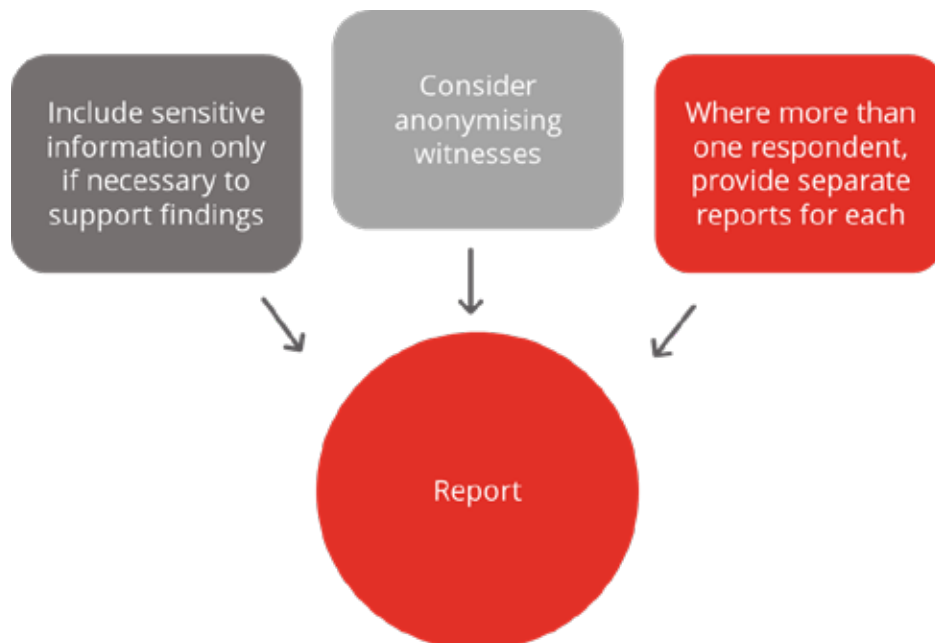 Include sensitive
information only
if necessary to
support findings
Consider
anonymising
witnesses
Where more than
one respondent,
provide separate
reports for each
Report